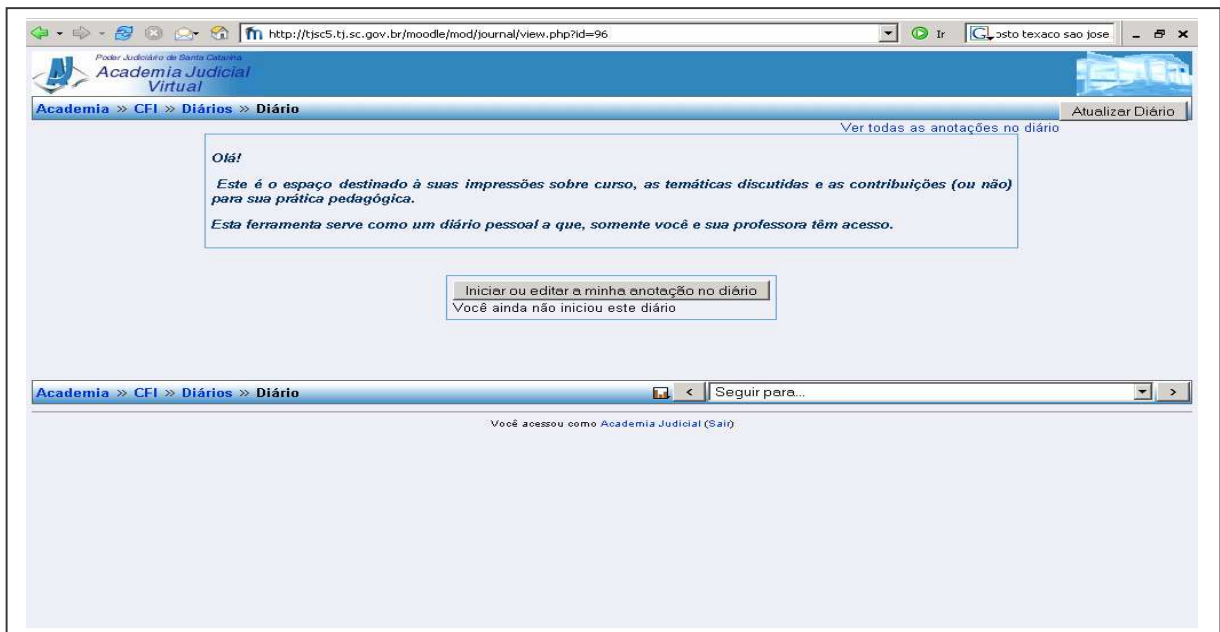 http://tjsc5.tj.sc.gov.br/moodle/mod/journal/view.php?id=96
Ir
osto texaco sao jose
Poder Judiciário de Santa Catarina
Academia Judicial
Virtual
Academia » CFI » Diários » Diário
Atualizar Diário
Ver todas as anotações no diário
Olá!
Este é o espaço destinado à suas impressões sobre curso, as temáticas discutidas e as contribuições (ou não)
para sua prática pedagógica.
Esta ferramenta serve como um diário pessoal a que, somente você e sua professora têm acesso.
Iniciar ou editar a minha anotação no diário
Você ainda não iniciou este diário
Academia » CFI » Diários » Diário
< Seguir para... >
Você acessou como Academia Judicial (Sair)